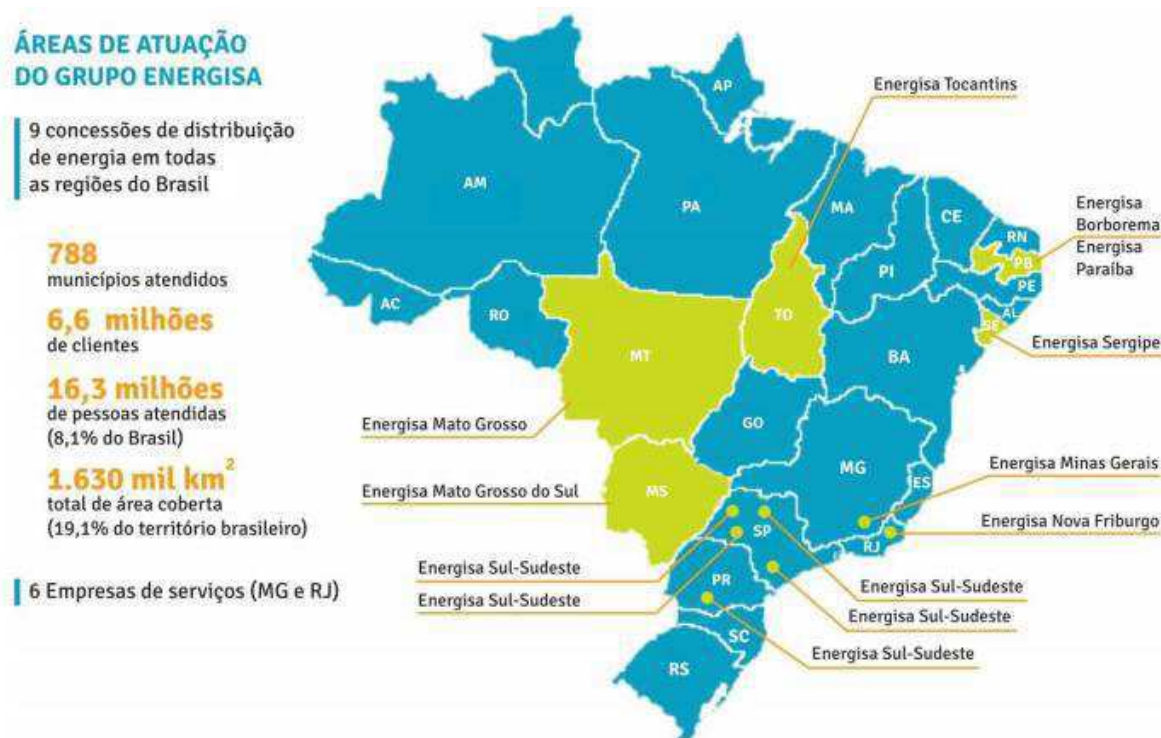 ÁREAS DE ATUAÇÃO
DO GRUPO ENERGISA
9 concessões de distribuição
de energia em todas
as regiões do Brasil
788
municípios atendidos
6,6 milhões
de clientes
16,3 milhões
de pessoas atendidas
(8,1% do Brasil)
1.630 mil km²
total de área coberta
(19,1% do território brasileiro)
6 Empresas de serviços (MG e RJ)
AP
Energisa Tocantins
AM
PA
MA
CE
Energisa
Borborema
Energisa
Paraíba
RN
PB
PE
PI
AL
SE
Energisa Sergipe
AC
RO
TO
MT
BA
Energisa Mato Grosso
GO
MG
Energisa Minas Gerais
ES
Energisa Mato Grosso do Sul
MS
Energisa Nova Friburgo
SP
RJ
Energisa Sul-Sudeste
Energisa Sul-Sudeste
PR
Energisa Sul-Sudeste
Energisa Sul-Sudeste
Energisa Sul-Sudeste
SC
RS